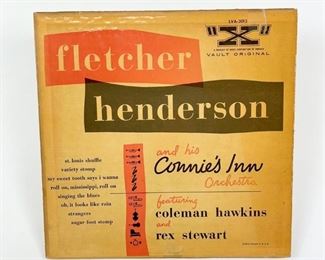 LVA-3013
"X"
VAULT ORIGINAL
fletcher
henderson
and his
Connie's Inn
Orchestra
st. louis shuffle
variety stomp
my sweet tooth says i wanna
roll on, mississippi, roll on
singing the blues
oh, it looks like rain
strangers
sugar foot stomp
featuring
coleman hawkins
and
rex stewart